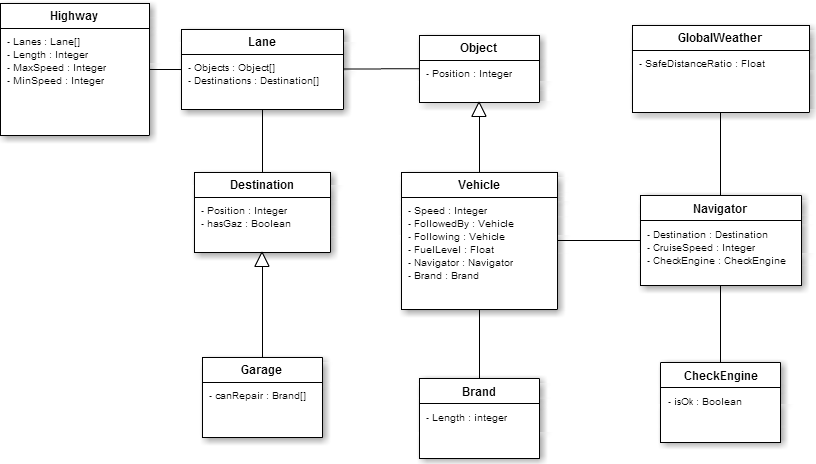 Highway
- Lanes : Lane[]
- Length : Integer
- MaxSpeed : Integer
- MinSpeed : Integer
Lane
- Objects : Object[]
- Destinations : Destination[]
Object
- Position : Integer
GlobalWeather
- SafeDistanceRatio : Float
Destination
- Position : Integer
- hasGaz : Boolean
Vehicle
- Speed : Integer
- FollowedBy : Vehicle
- Following : Vehicle
- FuelLevel : Float
- Navigator : Navigator
- Brand : Brand
Navigator
- Destination : Destination
- CruiseSpeed : Integer
- CheckEngine : CheckEngine
Garage
- canRepair : Brand[]
Brand
- Length : integer
CheckEngine
- isOk : Boolean